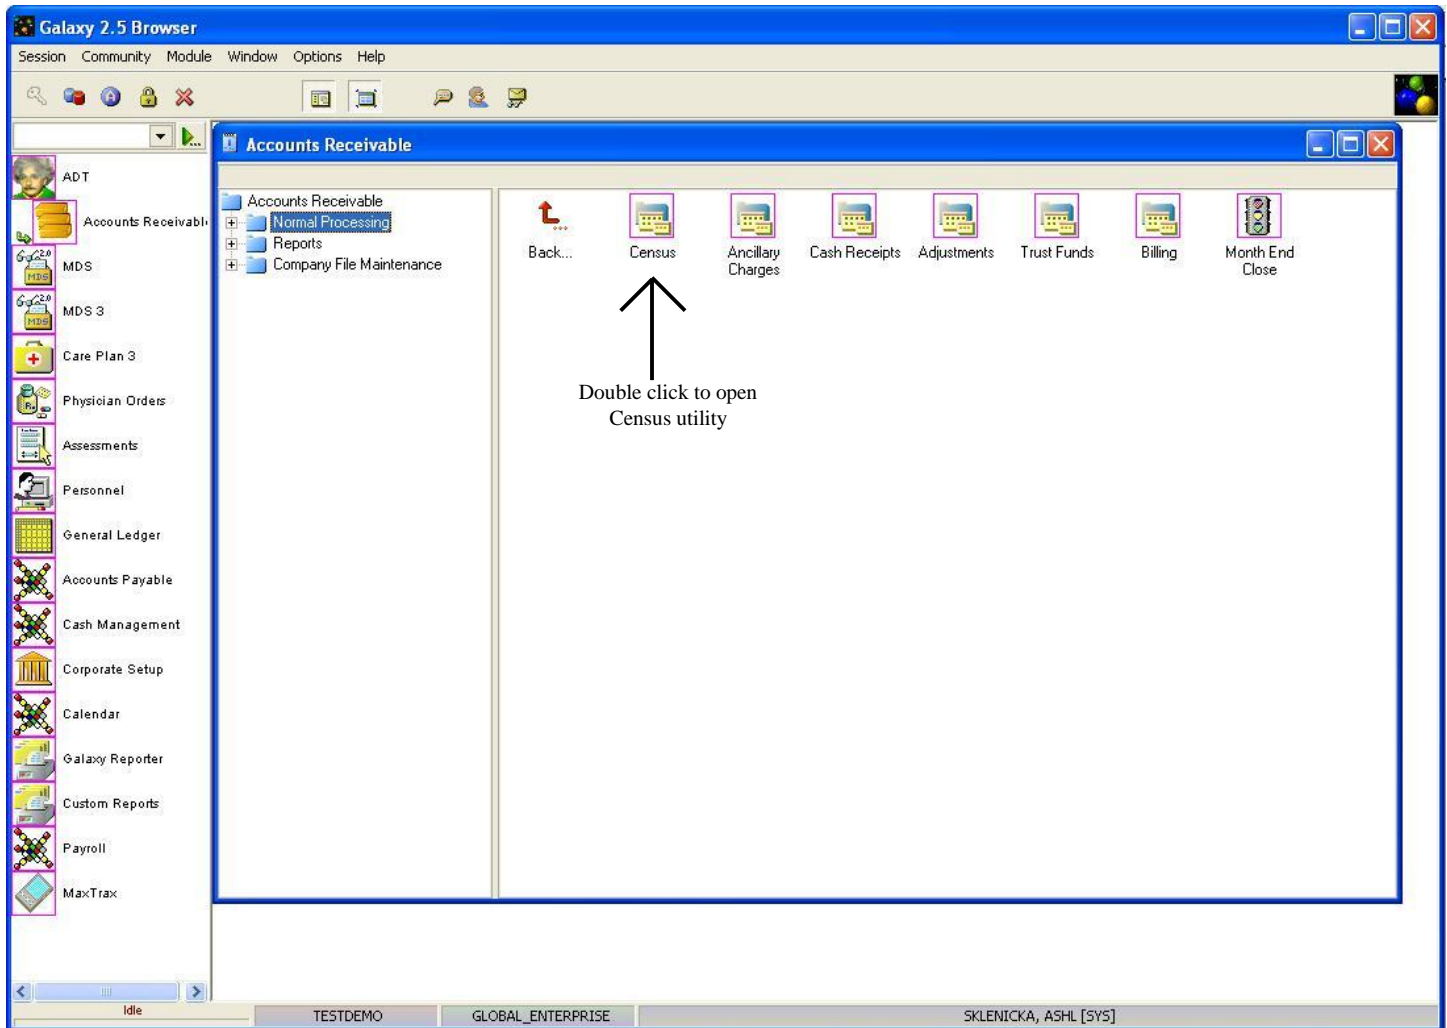 Galaxy 2.5 Browser
Session Community Module Window Options Help
Accounts Receivable
ADT
Accounts Receivabl
MDS
MDS 3
Care Plan 3
Physician Orders
Assessments
Personnel
General Ledger
Accounts Payable
Cash Management
Corporate Setup
Calendar
Galaxy Reporter
Custom Reports
Payroll
MaxTrax
Accounts Receivable
Normal Processing
Reports
Company File Maintenance
Back...
Census
Ancillary
Charges
Cash Receipts
Adjustments
Trust Funds
Billing
Month End
Close
Double click to open
Census utility
Idle
TESTDEMO
GLOBAL_ENTERPRISE
SKLENICKA, ASHL [SYS]